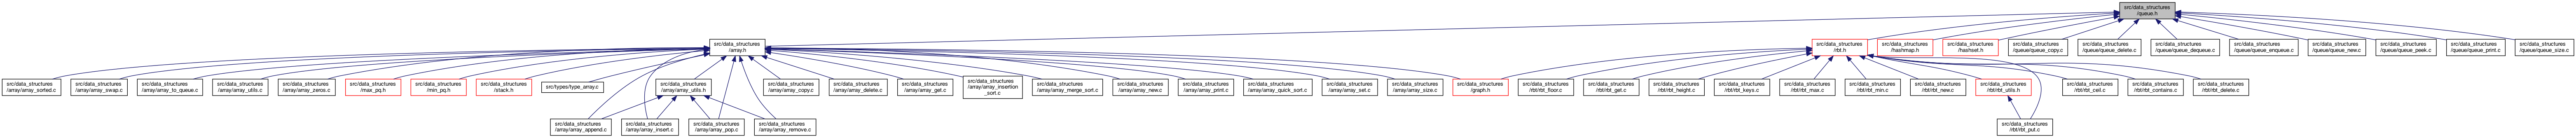 src/data_structures
/queue.h
src/data_structures
/array.h
src/data_structures
/rbt.h
src/data_structures
/hashmap.h
src/data_structures
/hashset.h
src/data_structures
/queue/queue_copy.c
src/data_structures
/queue/queue_delete.c
src/data_structures
/queue/queue_dequeue.c
src/data_structures
/queue/queue_enqueue.c
src/data_structures
/queue/queue_new.c
src/data_structures
/queue/queue_peek.c
src/data_structures
/queue/queue_print.c
src/data_structures
/queue/queue_size.c
src/data_structures
/array/array_sorted.c
src/data_structures
/array/array_swap.c
src/data_structures
/array/array_to_queue.c
src/data_structures
/array/array_utils.c
src/data_structures
/array/array_zeros.c
src/data_structures
/max_pq.h
src/data_structures
/min_pq.h
src/data_structures
/stack.h
src/types/type_array.c
src/data_structures
/array/array_utils.h
src/data_structures
/array/array_copy.c
src/data_structures
/array/array_delete.c
src/data_structures
/array/array_get.c
src/data_structures
/array/array_insertion
_sort.c
src/data_structures
/array/array_merge_sort.c
src/data_structures
/array/array_new.c
src/data_structures
/array/array_print.c
src/data_structures
/array/array_quick_sort.c
src/data_structures
/array/array_set.c
src/data_structures
/array/array_size.c
src/data_structures
/graph.h
src/data_structures
/rbt/rbt_floor.c
src/data_structures
/rbt/rbt_get.c
src/data_structures
/rbt/rbt_height.c
src/data_structures
/rbt/rbt_keys.c
src/data_structures
/rbt/rbt_max.c
src/data_structures
/rbt/rbt_min.c
src/data_structures
/rbt/rbt_new.c
src/data_structures
/rbt/rbt_utils.h
src/data_structures
/rbt/rbt_ceil.c
src/data_structures
/rbt/rbt_contains.c
src/data_structures
/rbt/rbt_delete.c
src/data_structures
/array/array_append.c
src/data_structures
/array/array_insert.c
src/data_structures
/array/array_pop.c
src/data_structures
/array/array_remove.c
src/data_structures
/rbt/rbt_put.c